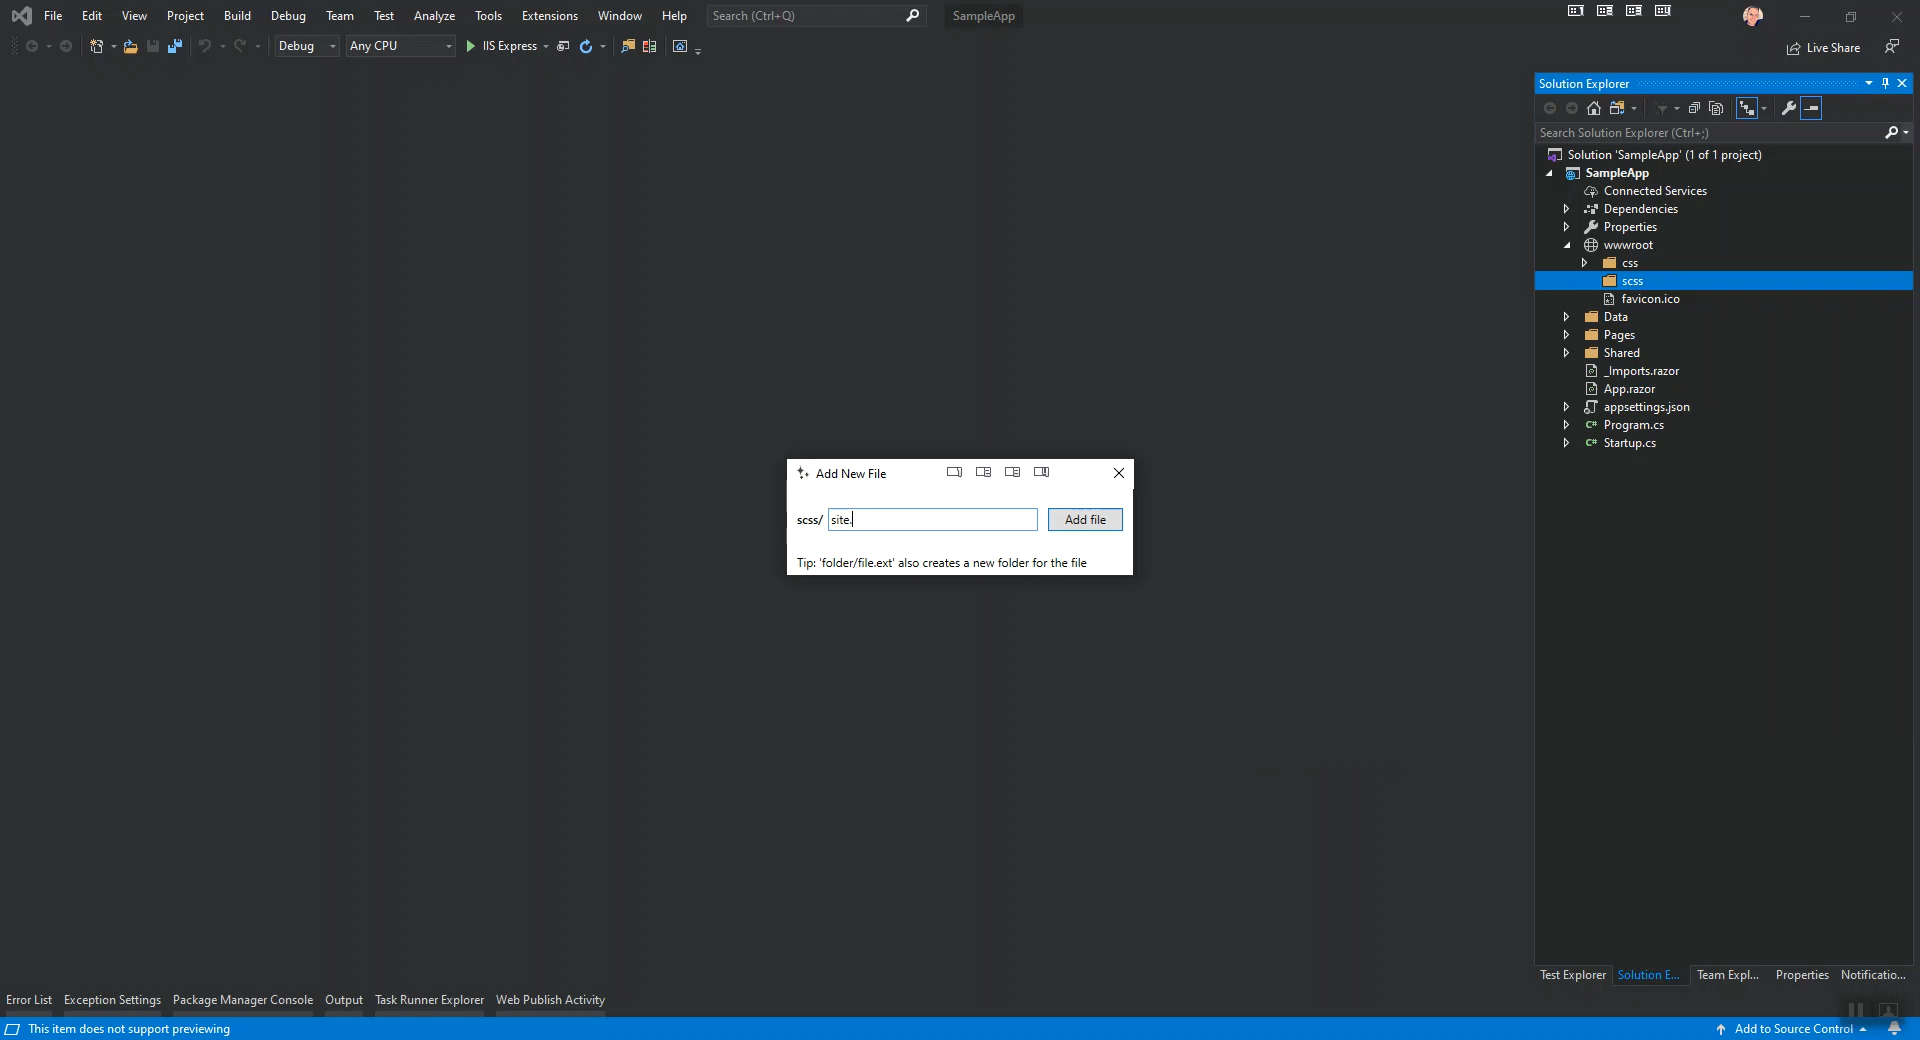 File Edit View Project Build Debug Team Test Analyze Tools Extensions Window Help Search (Ctrl+Q) SampleApp
Debug Any CPU IIS Express Live Share
Solution Explorer
Search Solution Explorer (Ctrl+;)
Solution 'SampleApp' (1 of 1 project)
SampleApp
Connected Services
Dependencies
Properties
wwwroot
css
scss
favicon.ico
Data
Pages
Shared
_Imports.razor
App.razor
appsettings.json
C# Program.cs
C# Startup.cs
Add New File
scss/ site. Add file
Tip: 'folder/file.ext' also creates a new folder for the file
Test Explorer Solution E... Team Expl... Properties Notificatio...
Error List Exception Settings Package Manager Console Output Task Runner Explorer Web Publish Activity
This item does not support previewing Add to Source Control